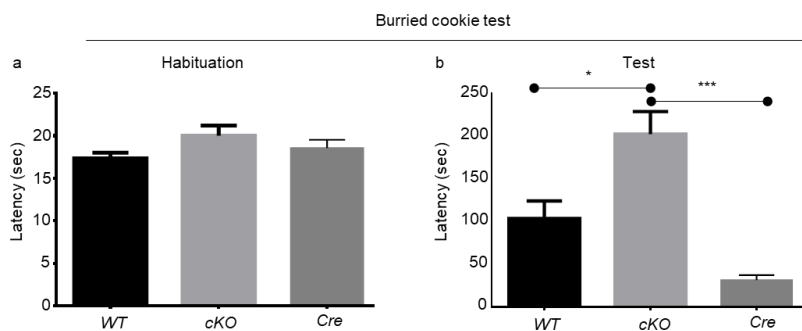 Burried cookie test
a
Habituation
Latency (sec)
25
20
15
10
5
0
WT
cKO
Cre
b
Test
Latency (sec)
250
200
150
100
50
0
*
***
WT
cKO
Cre